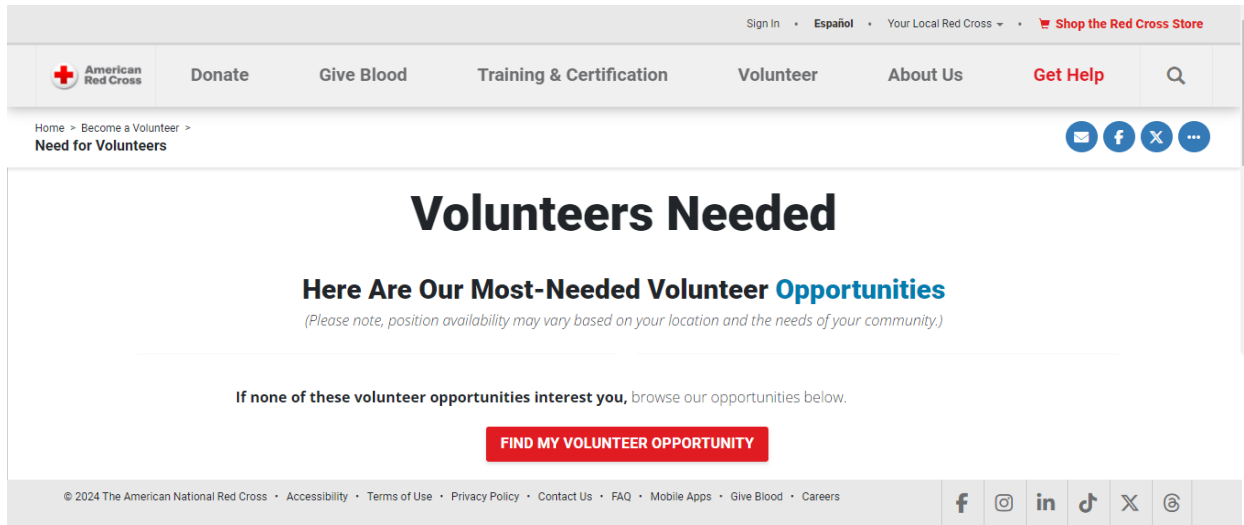 Sign In • Español • Your Local Red Cross • Shop the Red Cross Store
American
Red Cross
Donate Give Blood Training & Certification Volunteer About Us Get Help
Home > Become a Volunteer >
Need for Volunteers
Volunteers Needed
Here Are Our Most-Needed Volunteer Opportunities
(Please note, position availability may vary based on your location and the needs of your community.)
If none of these volunteer opportunities interest you, browse our opportunities below.
FIND MY VOLUNTEER OPPORTUNITY
© 2024 The American National Red Cross • Accessibility • Terms of Use • Privacy Policy • Contact Us • FAQ • Mobile Apps • Give Blood • Careers